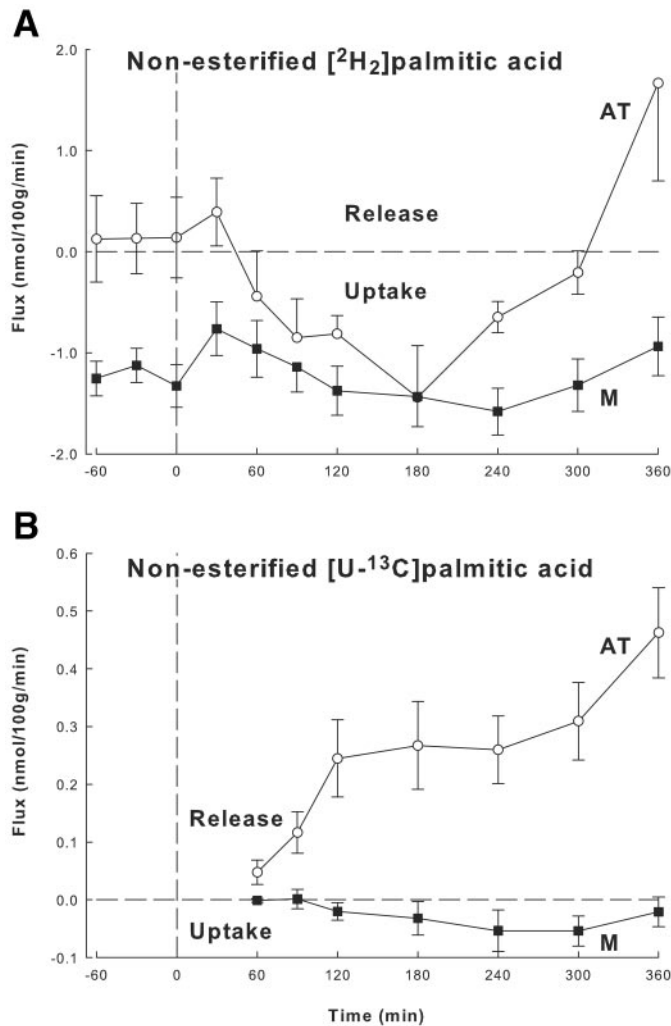 A
Non-esterified [²H₂]palmitic acid
2.0
1.0
0.0
-1.0
-2.0
Flux (nmol/100g/min)
AT
Release
Uptake
M
-60 0 60 120 180 240 300 360
B
Non-esterified [U-¹³C]palmitic acid
0.6
0.5
0.4
0.3
0.2
0.1
0.0
-0.1
Flux (nmol/100g/min)
AT
Release
Uptake
M
-60 0 60 120 180 240 300 360
Time (min)